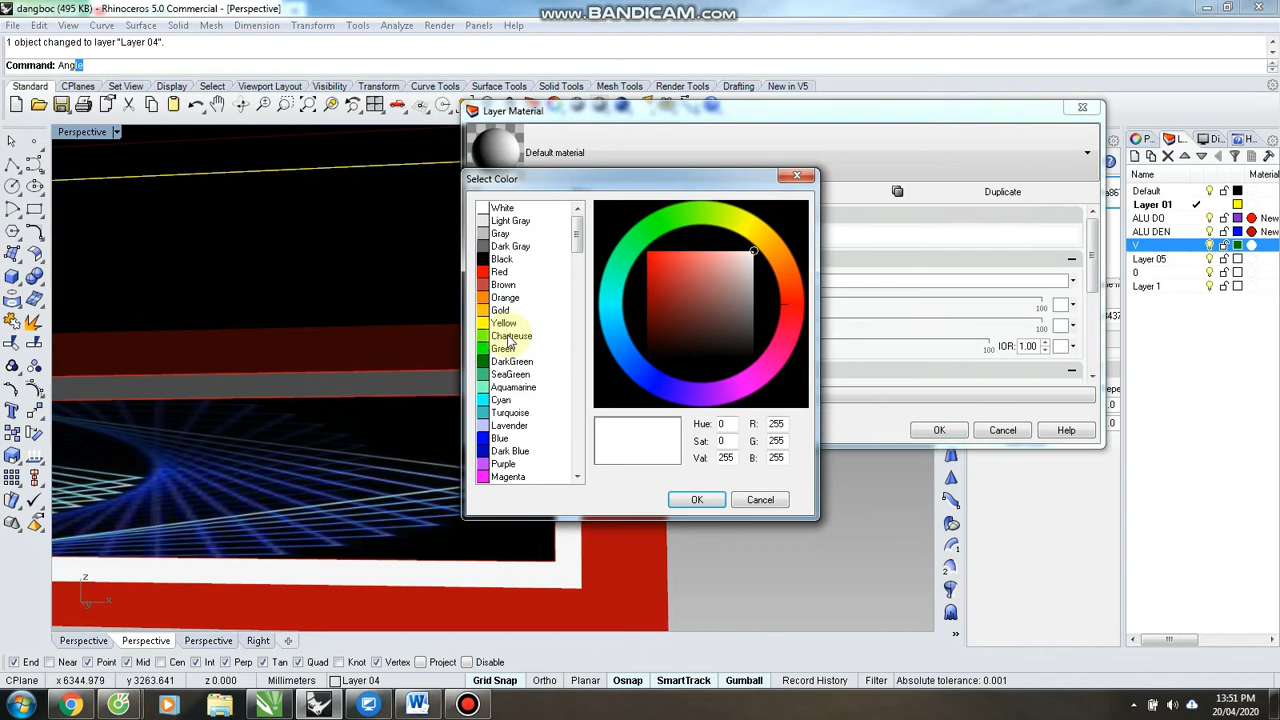 dangboc (495 KB) - Rhinoceros 5.0 Commercial - [Perspective]
www.BANDICAM.com
File Edit View Curve Surface Solid Mesh Dimension Transform Tools Analyze Render Panels Help
1 object changed to layer "Layer 04".
Command: Angle
Standard CPlanes Set View Display Select Viewport Layout Visibility Transform Curve Tools Surface Tools Solid Tools Mesh Tools Render Tools Drafting New in V5
Perspective
Layer Material
Default material
Select Color
Duplicate
White
Light Gray
Gray
Dark Gray
Black
Red
Brown
Orange
Gold
Yellow
Chartreuse
Green
DarkGreen
SeaGreen
Aquamarine
Cyan
Turquoise
Lavender
Blue
Dark Blue
Purple
Magenta
Hue: 0 R: 255
Sat: 0 G: 255
Val: 255 B: 255
OK Cancel
100
100
100 IOR: 1.00
OK Cancel Help
P... L... Di... H...
Name Material
Default
Layer 01
ALU DO New
ALU DEN New
V
Layer 05
0
Layer 1
z
y x
Perspective Perspective Perspective Right
End Near Point Mid Cen Int Perp Tan Quad Knot Vertex Project Disable
CPlane x 6344.979 y 3263.641 z 0.000 Millimeters Layer 04 Grid Snap Ortho Planar Osnap SmartTrack Gumball Record History Filter Absolute tolerance: 0.001
13:51
20/04/2020